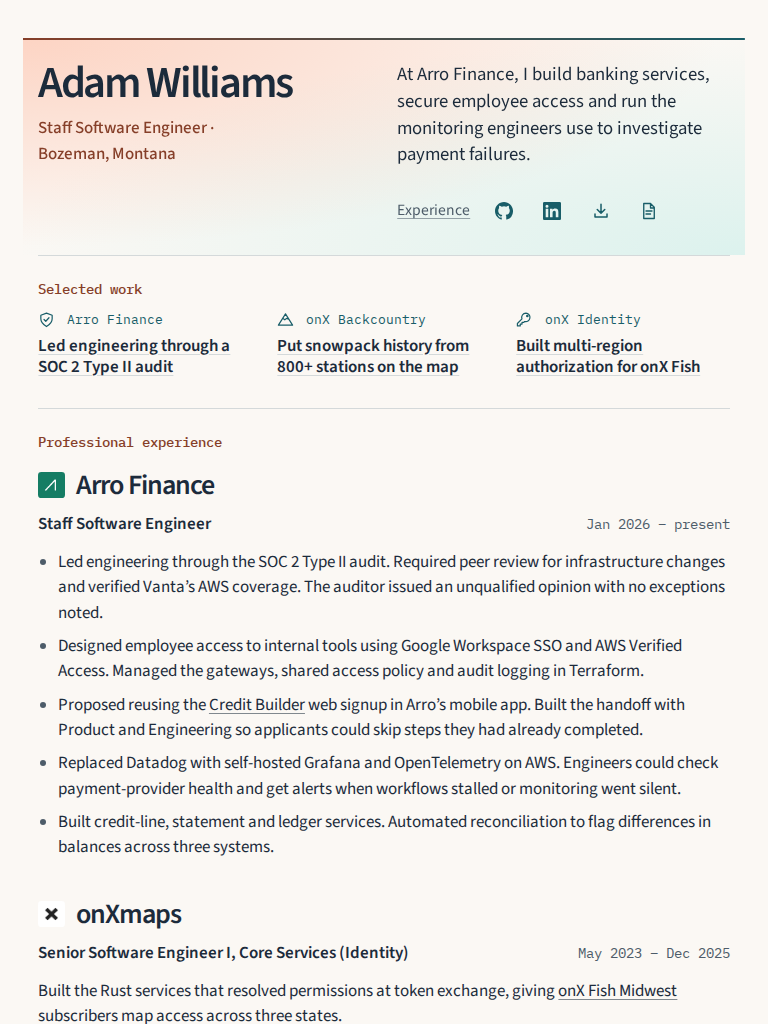 Adam Williams
Staff Software Engineer ·
Bozeman, Montana
At Arro Finance, I build banking services,
secure employee access and run the
monitoring engineers use to investigate
payment failures.
Experience
in
Selected work
Arro Finance
Led engineering through a
SOC 2 Type II audit
onX Backcountry
Put snowpack history from
800+ stations on the map
onX Identity
Built multi-region
authorization for onX Fish
Professional experience
Arro Finance
Staff Software Engineer
Jan 2026 – present
Led engineering through the SOC 2 Type II audit. Required peer review for infrastructure changes
and verified Vanta’s AWS coverage. The auditor issued an unqualified opinion with no exceptions
noted.
Designed employee access to internal tools using Google Workspace SSO and AWS Verified
Access. Managed the gateways, shared access policy and audit logging in Terraform.
Proposed reusing the Credit Builder web signup in Arro’s mobile app. Built the handoff with
Product and Engineering so applicants could skip steps they had already completed.
Replaced Datadog with self-hosted Grafana and OpenTelemetry on AWS. Engineers could check
payment-provider health and get alerts when workflows stalled or monitoring went silent.
Built credit-line, statement and ledger services. Automated reconciliation to flag differences in
balances across three systems.
onXmaps
Senior Software Engineer I, Core Services (Identity)
May 2023 – Dec 2025
Built the Rust services that resolved permissions at token exchange, giving onX Fish Midwest
subscribers map access across three states.